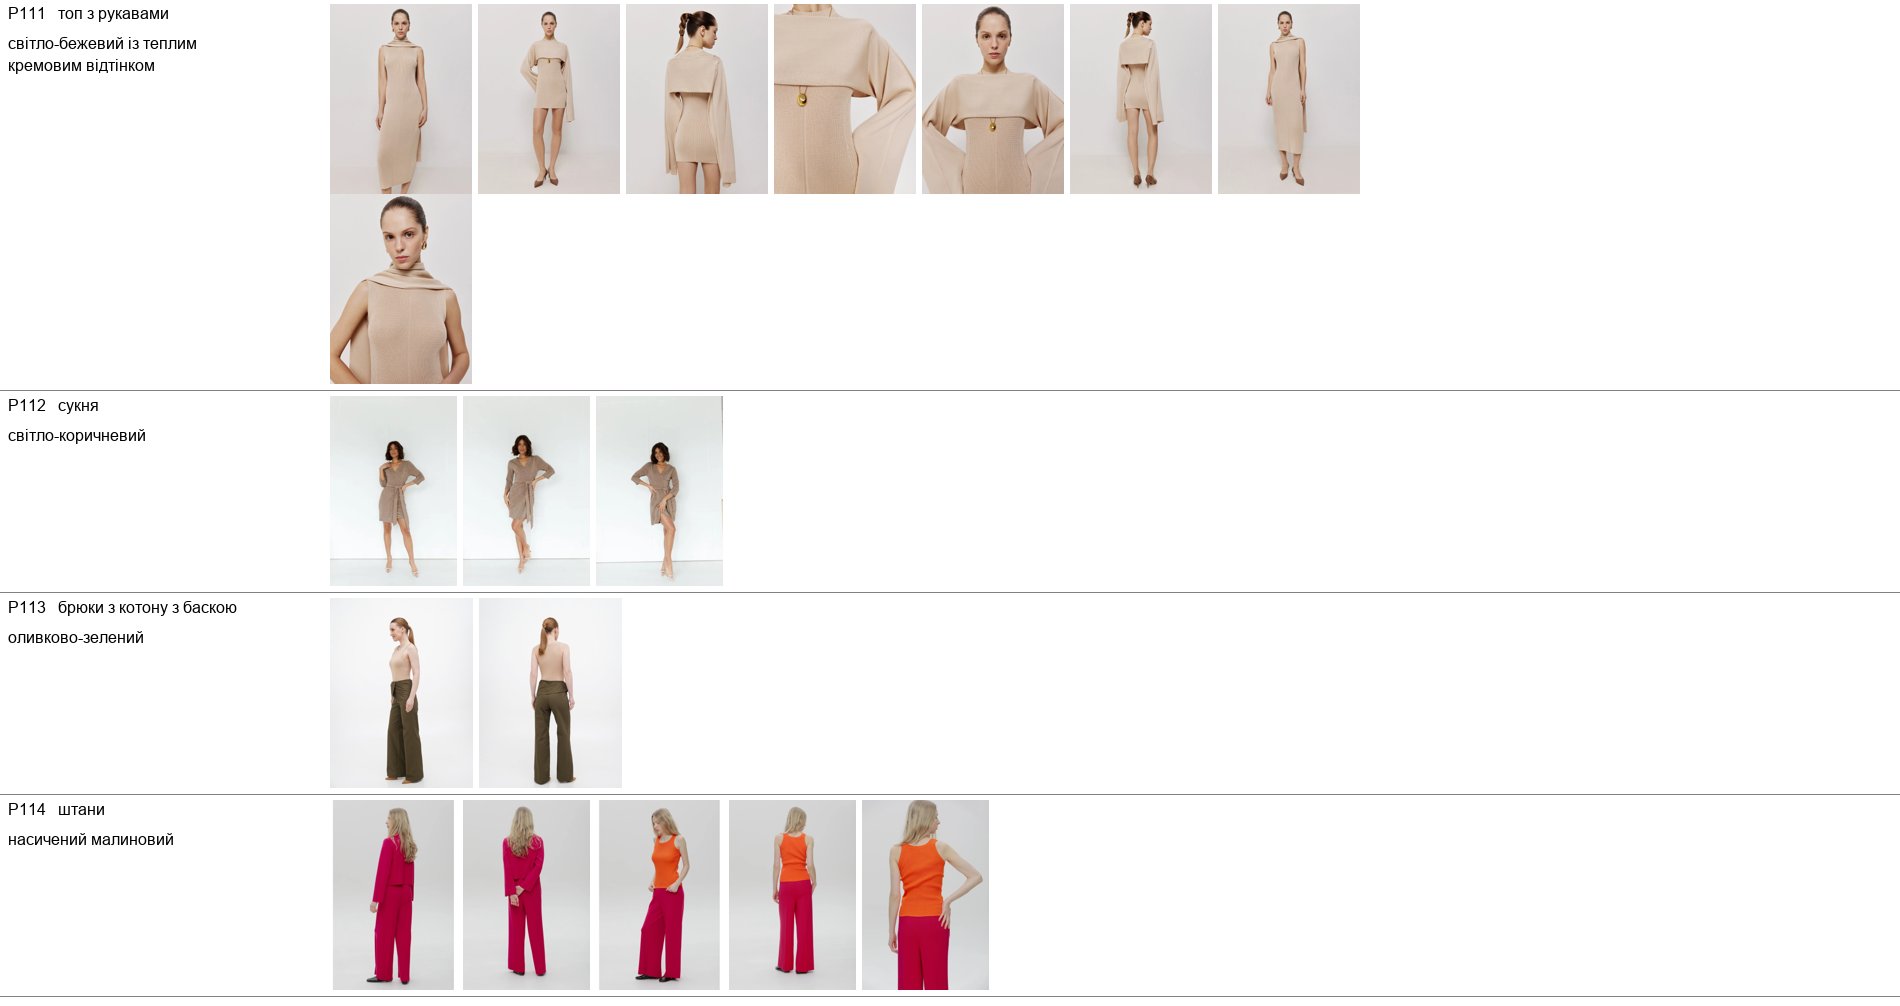 P111 топ з рукавами
світло-бежевий із теплим
кремовим відтінком
P112 сукня
світло-коричневий
P113 брюки з котону з баскою
оливково-зелений
P114 штани
насичений малиновий